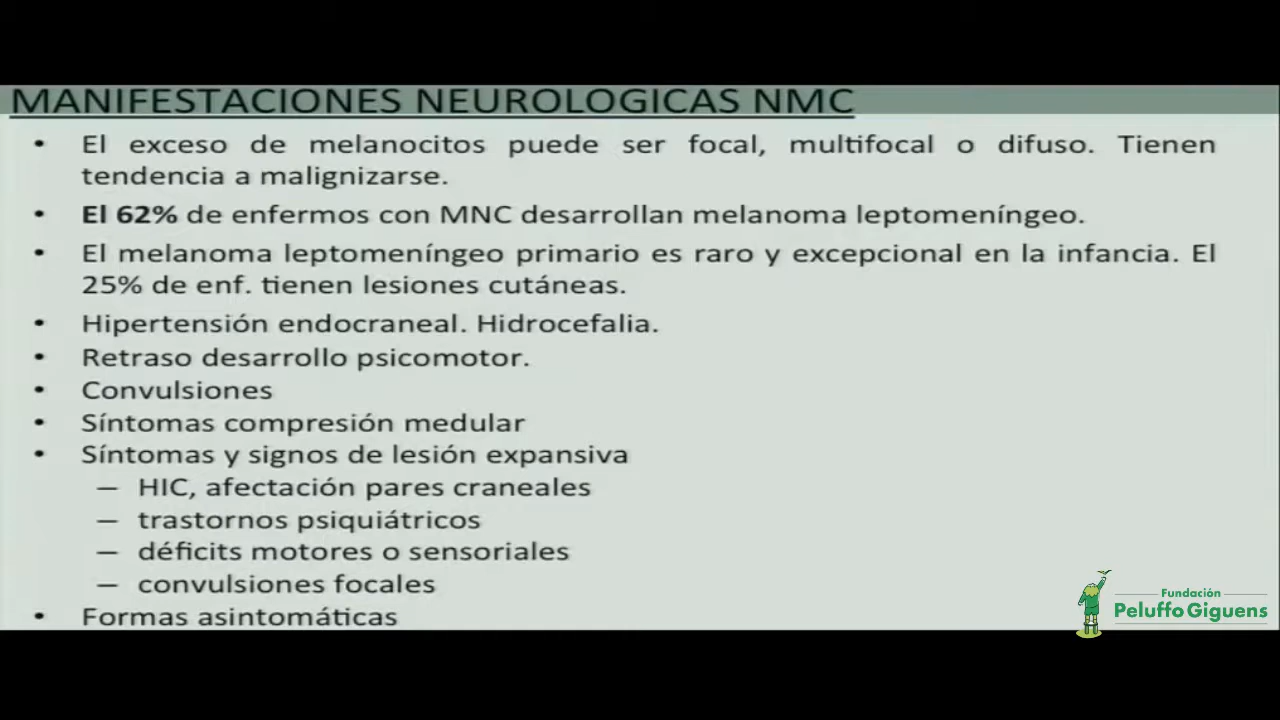 MANIFESTACIONES NEUROLOGICAS NMC
• El exceso de melanocitos puede ser focal, multifocal o difuso. Tienen
tendencia a malignizarse.
• El 62% de enfermos con MNC desarrollan melanoma leptomeníngeo.
• El melanoma leptomeníngeo primario es raro y excepcional en la infancia. El
25% de enf. tienen lesiones cutáneas.
• Hipertensión endocraneal. Hidrocefalia.
• Retraso desarrollo psicomotor.
• Convulsiones
• Síntomas compresión medular
• Síntomas y signos de lesión expansiva
– HIC, afectación pares craneales
– trastornos psiquiátricos
– déficits motores o sensoriales
– convulsiones focales
• Formas asintomáticas
Fundación
Peluffo Giguens